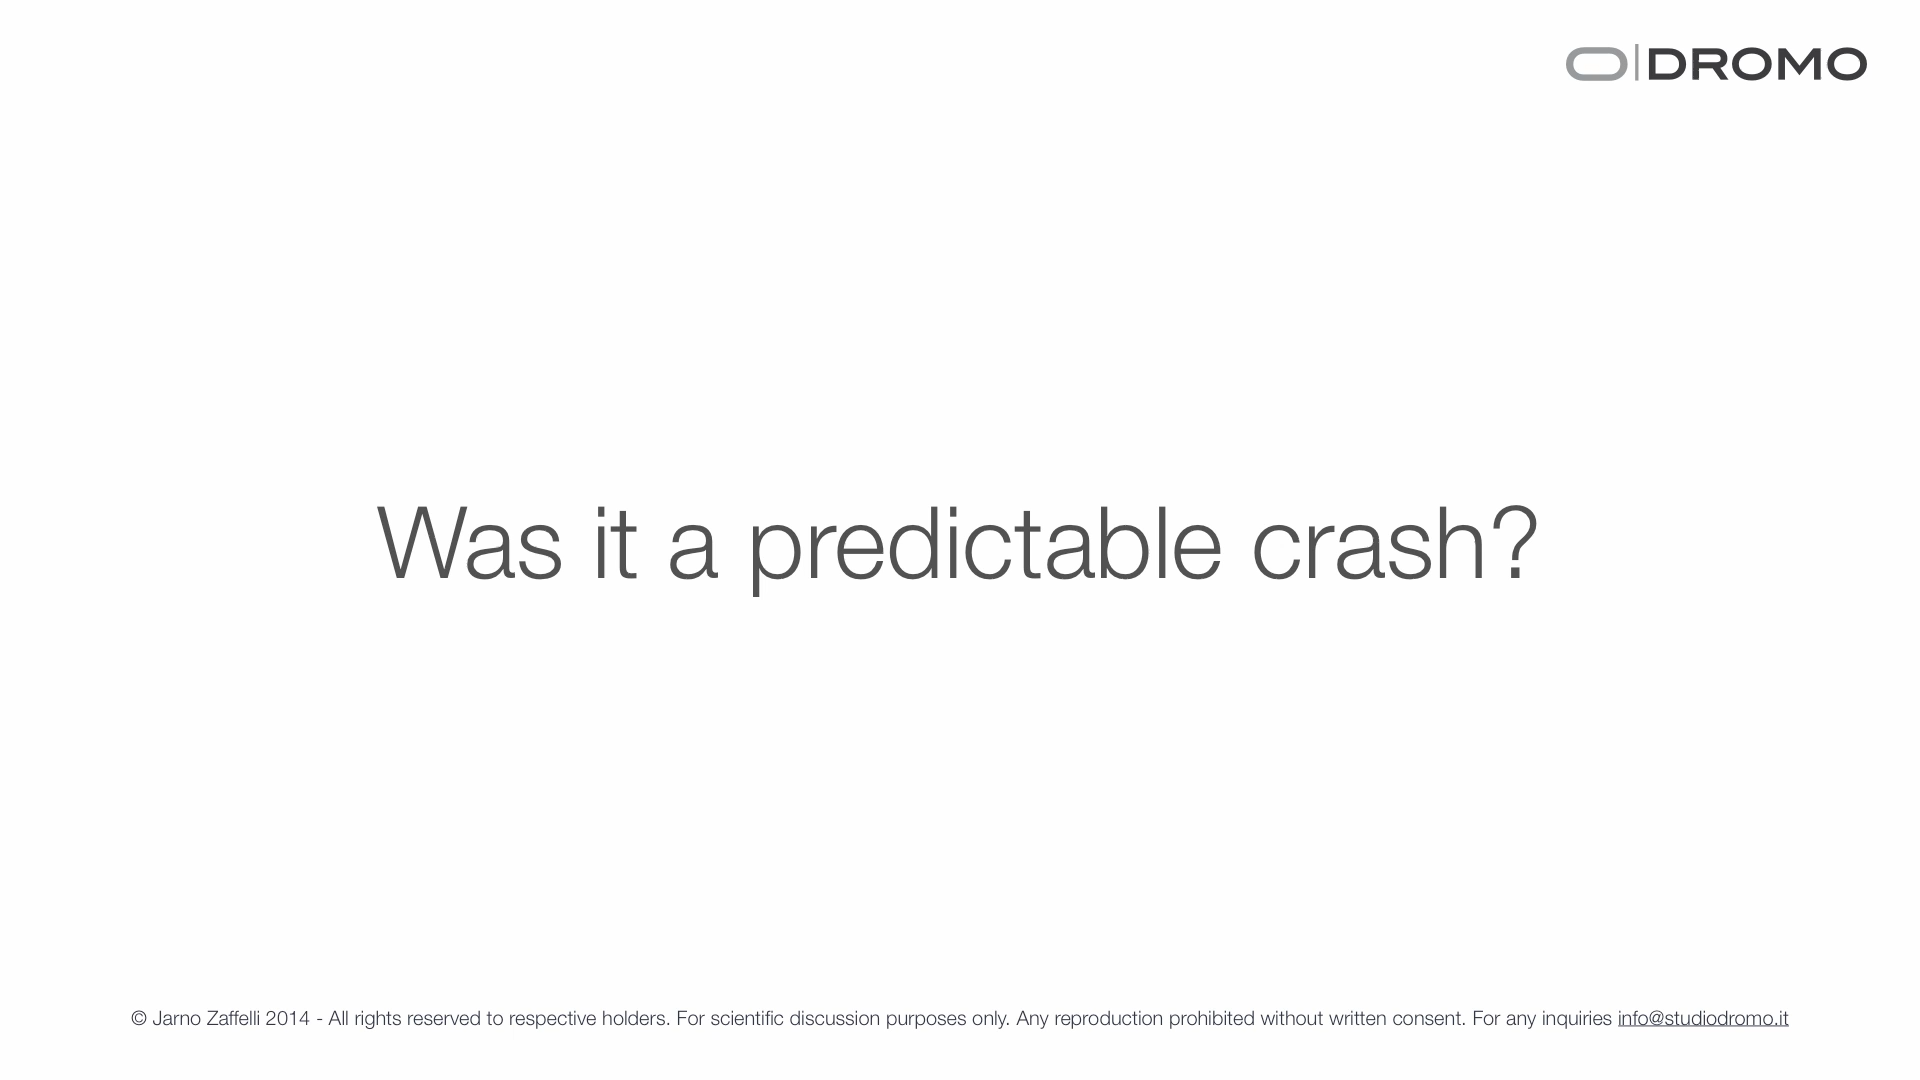 DROMO
Was it a predictable crash?
© Jarno Zaffelli 2014 - All rights reserved to respective holders. For scientific discussion purposes only. Any reproduction prohibited without written consent. For any inquiries info@studiodromo.it